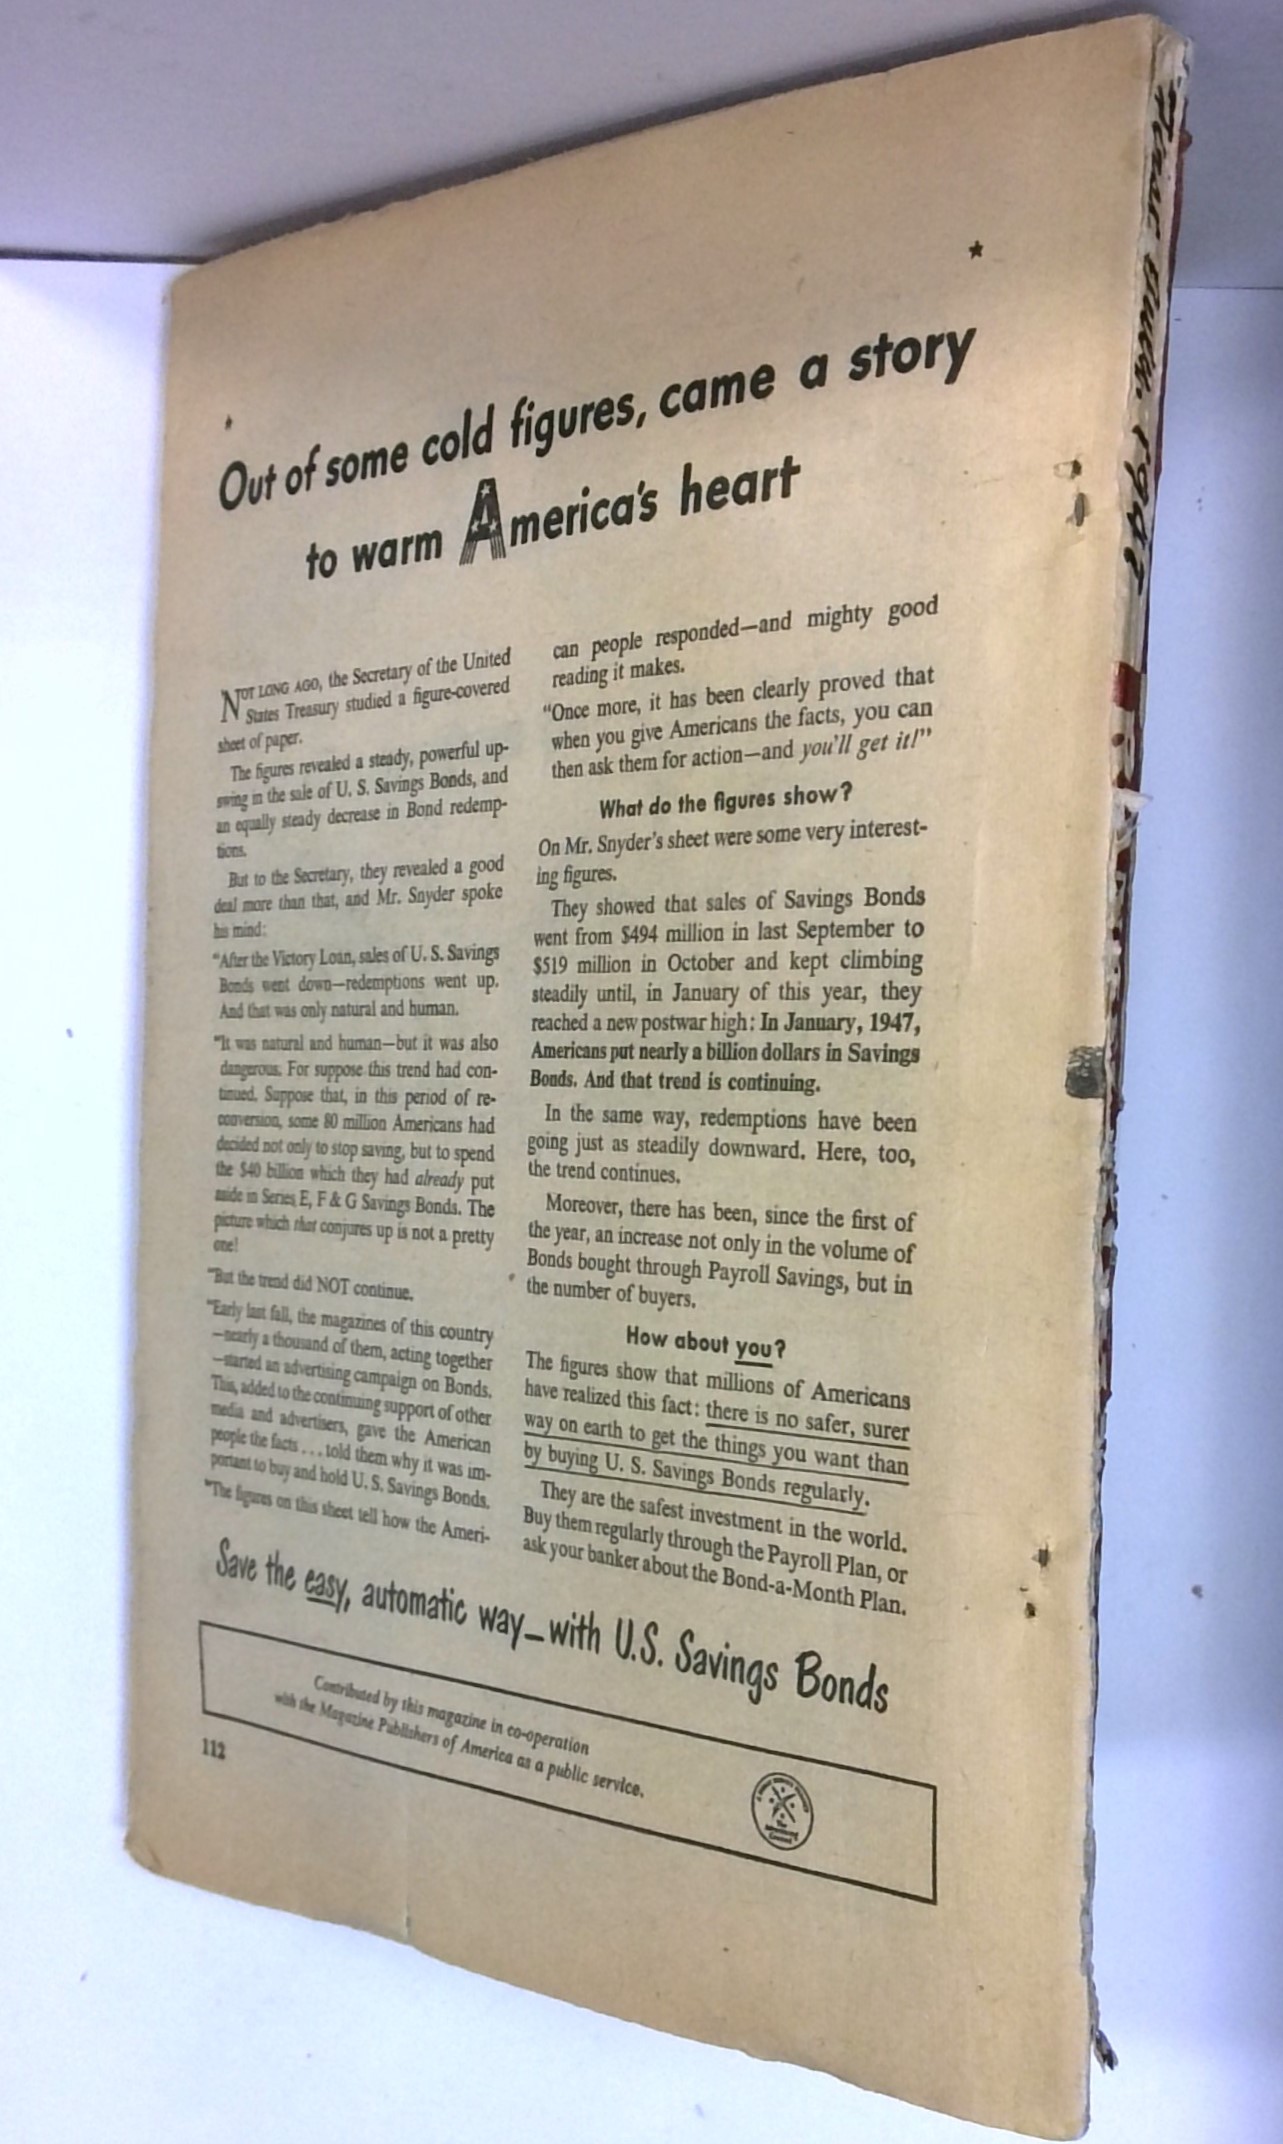 Out of some cold figures, came a story
to warm America's heart
NOT LONG AGO, the Secretary of the United
States Treasury studied a figure-covered
sheet of paper.
The figures revealed a steady, powerful up-
swing in the sale of U. S. Savings Bonds, and
an equally steady decrease in Bond redemp-
tions.
But to the Secretary, they revealed a good
deal more than that, and Mr. Snyder spoke
his mind:
"After the Victory Loan, sales of U. S. Savings
Bonds went down—redemptions went up.
And that was only natural and human.
"It was natural and human—but it was also
dangerous. For suppose this trend had con-
tinued. Suppose that, in this period of re-
conversion, some 80 million Americans had
decided not only to stop saving, but to spend
the $40 billion which they had already put
aside in Series E, F & G Savings Bonds. The
picture which that conjures up is not a pretty
one!
"But the trend did NOT continue.
"Early last fall, the magazines of this country
—nearly a thousand of them, acting together
—started an advertising campaign on Bonds.
This, added to the continuing support of other
media and advertisers, gave the American
people the facts . . . told them why it was im-
portant to buy and hold U. S. Savings Bonds.
"The figures on this sheet tell how the Ameri-
can people responded—and mighty good
reading it makes.
"Once more, it has been clearly proved that
when you give Americans the facts, you can
then ask them for action—and you'll get it!"
What do the figures show?
On Mr. Snyder's sheet were some very interest-
ing figures.
They showed that sales of Savings Bonds
went from $494 million in last September to
$519 million in October and kept climbing
steadily until, in January of this year, they
reached a new postwar high: In January, 1947,
Americans put nearly a billion dollars in Savings
Bonds. And that trend is continuing.
In the same way, redemptions have been
going just as steadily downward. Here, too,
the trend continues.
Moreover, there has been, since the first of
the year, an increase not only in the volume of
Bonds bought through Payroll Savings, but in
the number of buyers.
How about you?
The figures show that millions of Americans
have realized this fact: there is no safer, surer
way on earth to get the things you want than
by buying U. S. Savings Bonds regularly.
They are the safest investment in the world.
Buy them regularly through the Payroll Plan, or
ask your banker about the Bond-a-Month Plan.
Save the easy, automatic way—with U.S. Savings Bonds
Contributed by this magazine in co-operation
with the Magazine Publishers of America as a public service.
112